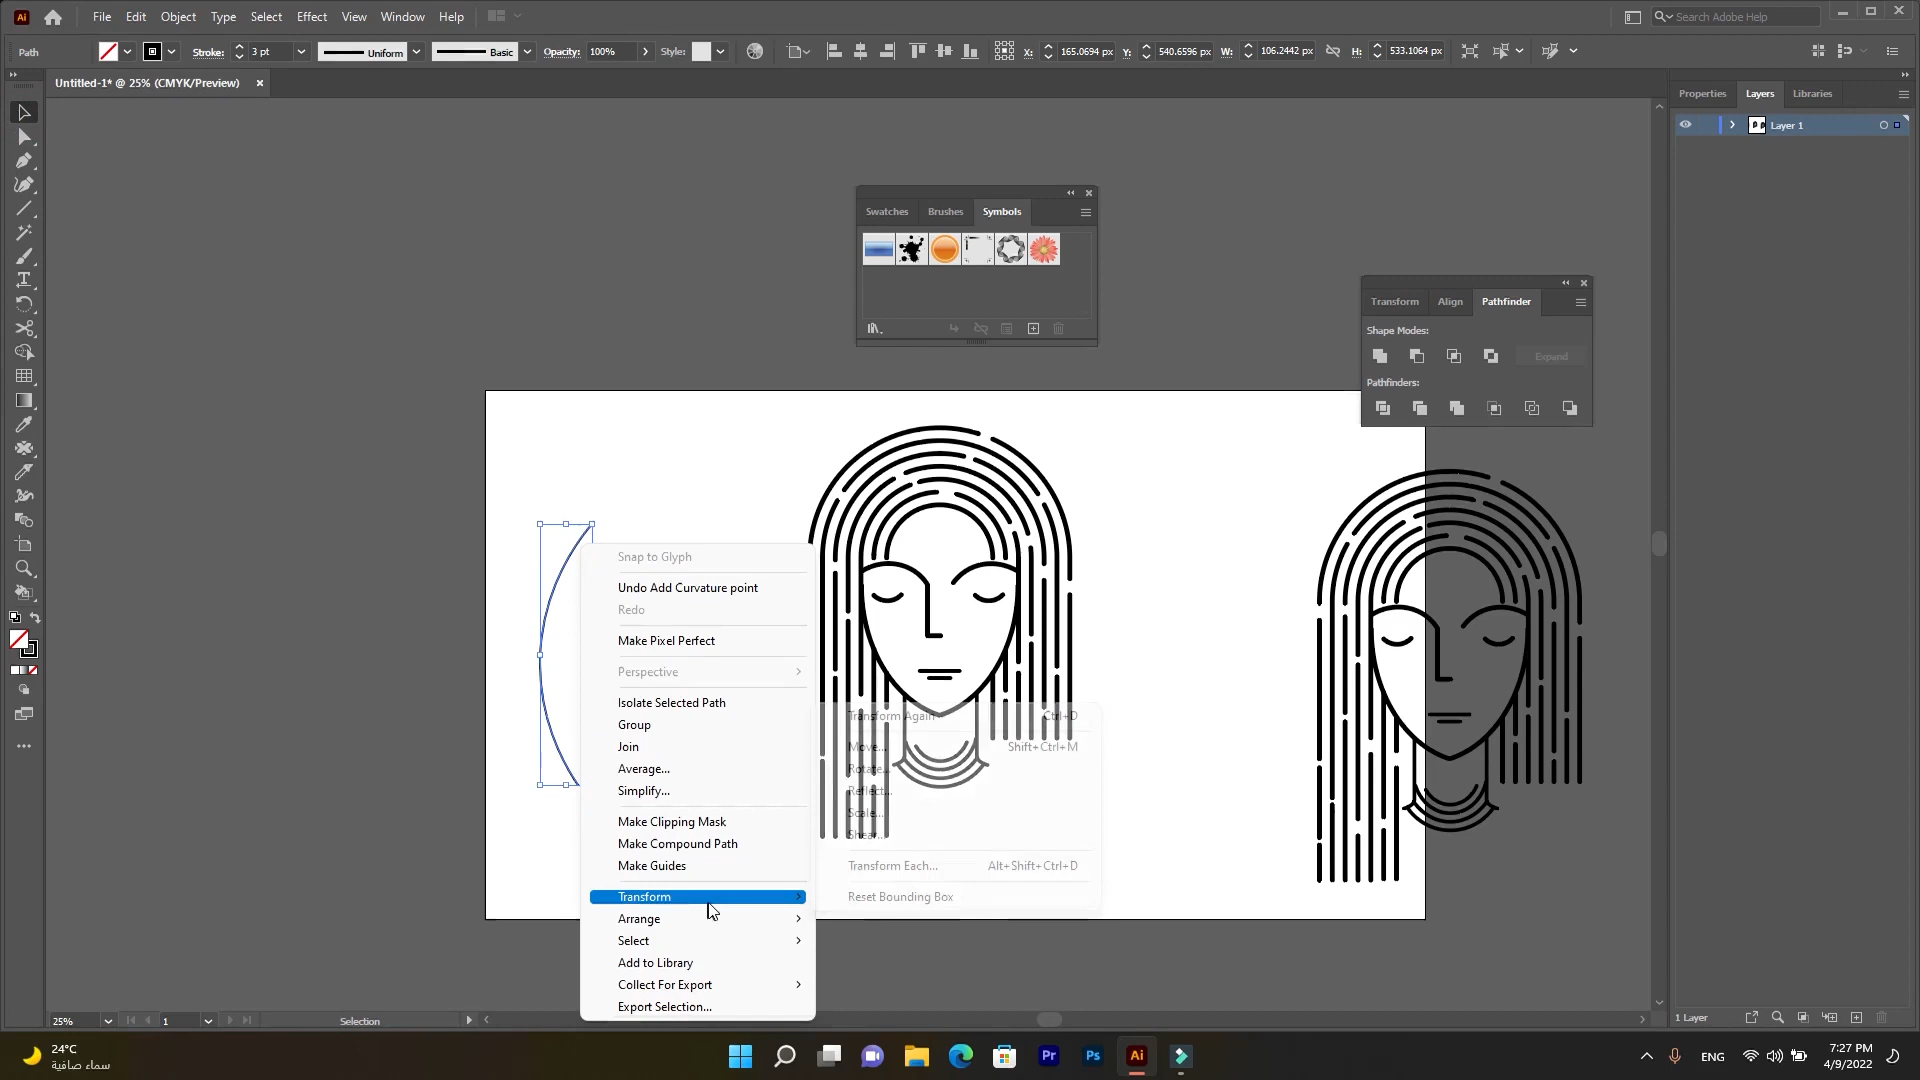 File Edit Object Type Select Effect View Window Help
Search Adobe Help
Path Stroke: 3 pt Uniform Basic Opacity: 100% Style: X: 165.0694 px Y: 540.6596 px W: 106.2442 px H: 533.1064 px
Untitled-1* @ 25% (CMYK/Preview)
Properties Layers Libraries
Layer 1
Swatches Brushes Symbols
Transform Align Pathfinder
Shape Modes:
Expand
Pathfinders:
Snap to Glyph
Undo Add Curvature point
Redo
Make Pixel Perfect
Perspective
Isolate Selected Path
Group
Join
Average...
Simplify...
Make Clipping Mask
Make Compound Path
Make Guides
Transform
Arrange
Select
Add to Library
Collect For Export
Export Selection...
Transform Again Ctrl+D
Move... Shift+Ctrl+M
Rotate...
Reflect...
Scale...
Shear...
Transform Each... Alt+Shift+Ctrl+D
Reset Bounding Box
25% 1 Selection
1 Layer
24°C
سماء صافية
Pr Ps Ai
ENG
7:27 PM
4/9/2022